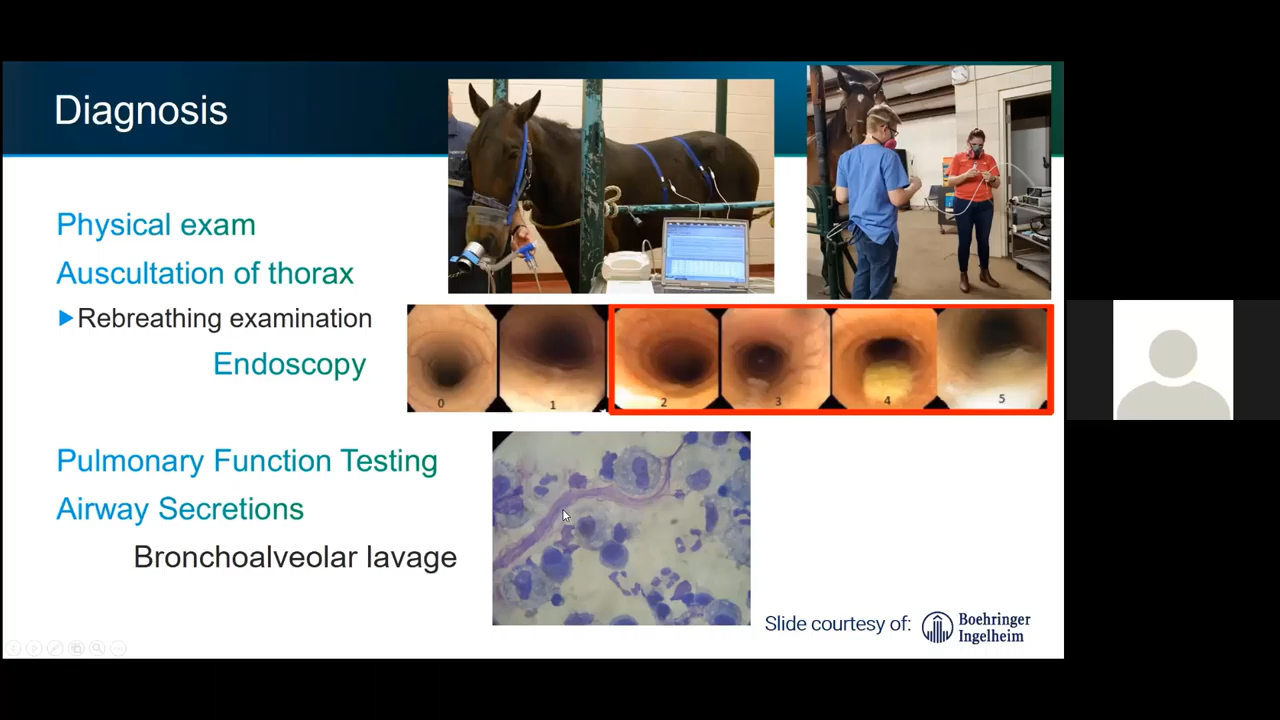 Diagnosis
Physical exam
Auscultation of thorax
Rebreathing examination
Endoscopy
0
1
2
3
4
5
Pulmonary Function Testing
Airway Secretions
Bronchoalveolar lavage
Slide courtesy of:
Boehringer
Ingelheim